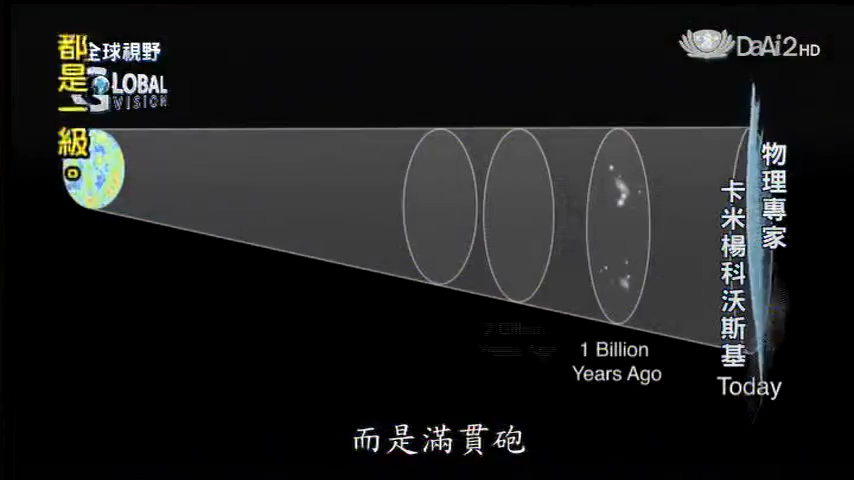 都是一級。
全球視野
GLOBAL
VISION
DaAi2HD
物理專家
卡米楊科沃斯基
1 Billion
Years Ago
Today
而是滿貫砲